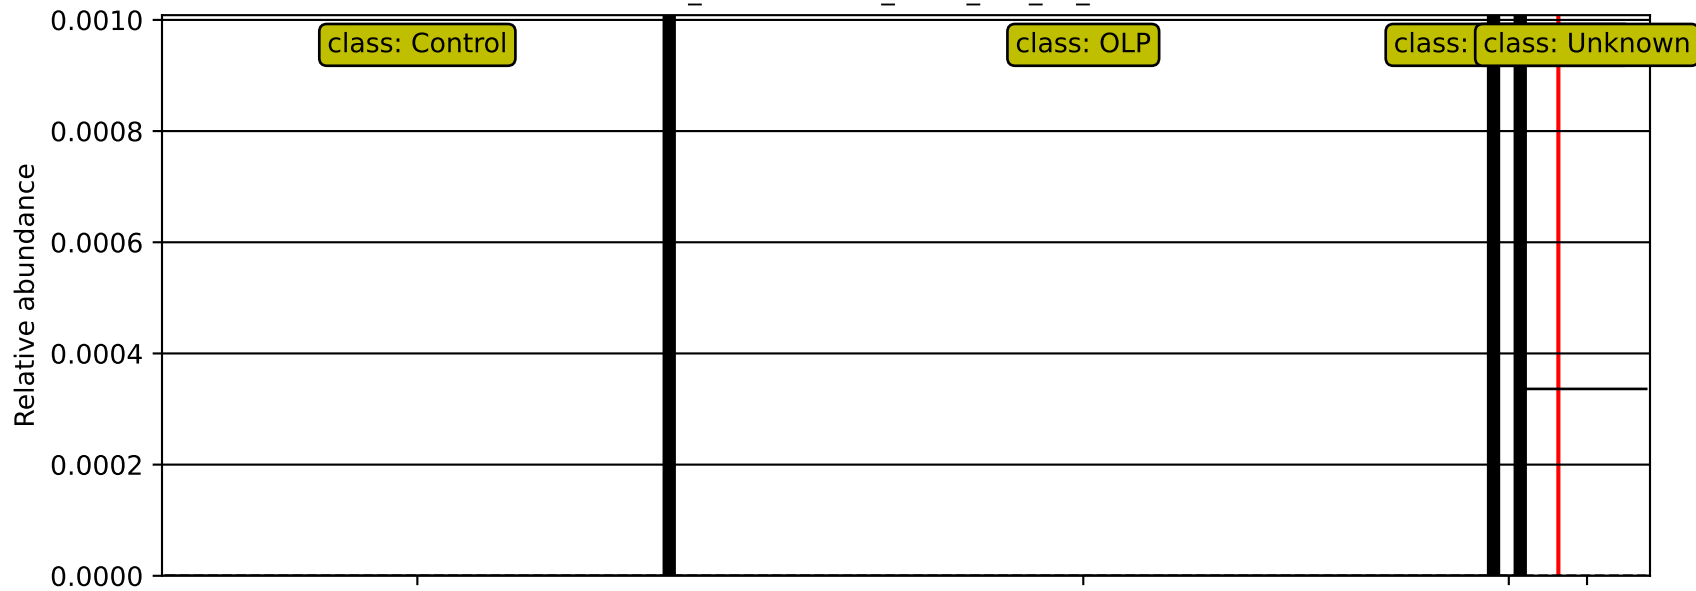 0.0010
class: Control
class: OLP
class:
class: Unknown
0.0008
0.0006
0.0004
0.0002
0.0000
Relative abundance